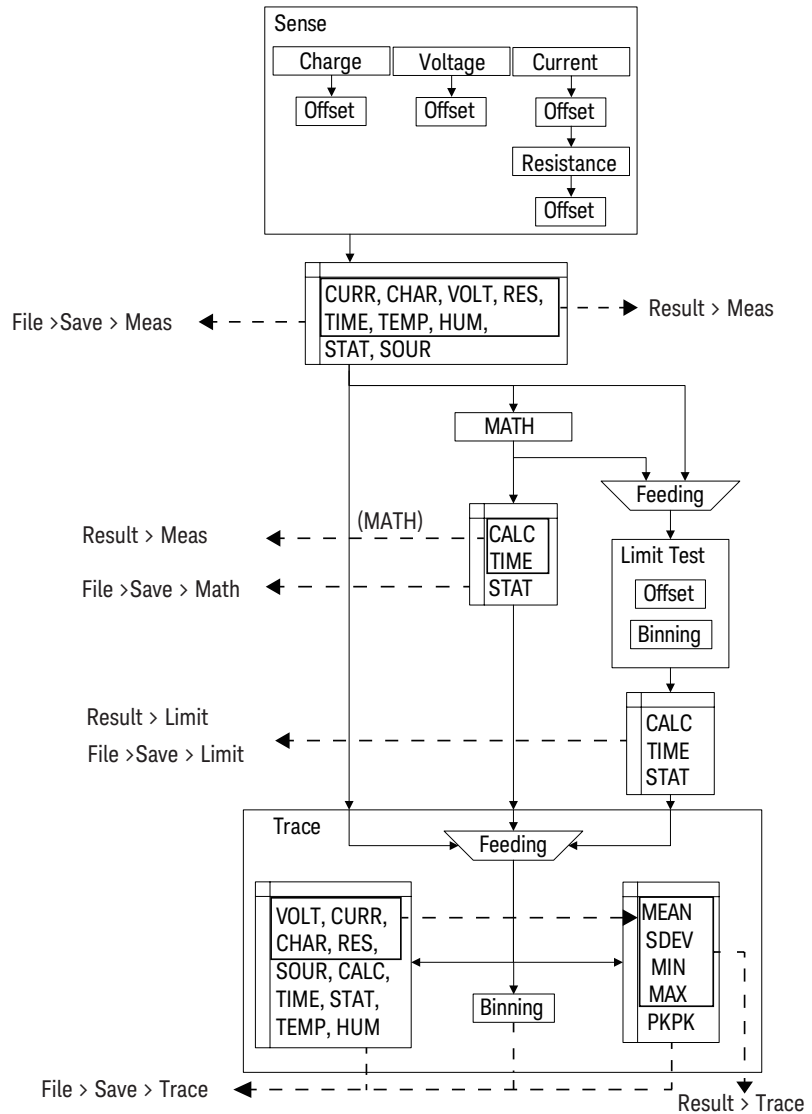 Sense
Charge
Voltage
Current
Offset
Offset
Offset
Resistance
Offset
CURR, CHAR, VOLT, RES,
TIME, TEMP, HUM,
STAT, SOUR
File >Save > Meas
Result > Meas
MATH
Feeding
(MATH)
Result > Meas
File >Save > Math
CALC
TIME
STAT
Limit Test
Offset
Binning
Result > Limit
File >Save > Limit
CALC
TIME
STAT
Trace
Feeding
VOLT, CURR,
CHAR, RES,
SOUR, CALC,
TIME, STAT,
TEMP, HUM
Binning
MEAN
SDEV
MIN
MAX
PKPK
File > Save > Trace
Result > Trace